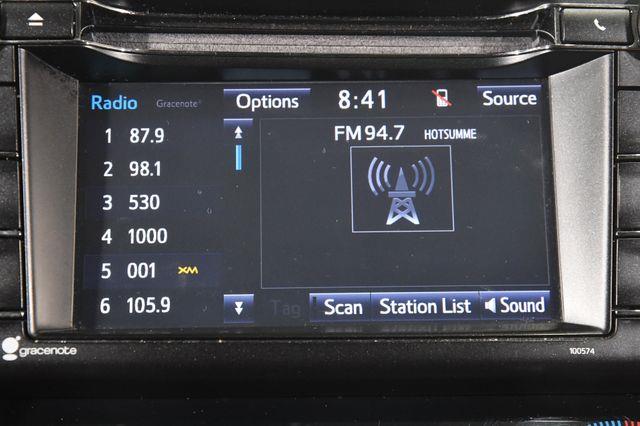 Radio Gracenote® Options 8:41 Source
FM 94.7 HOTSUMME
1 87.9
2 98.1
3 530
4 1000
5 001 XM
6 105.9
Tag Scan Station List Sound
gracenote 100574